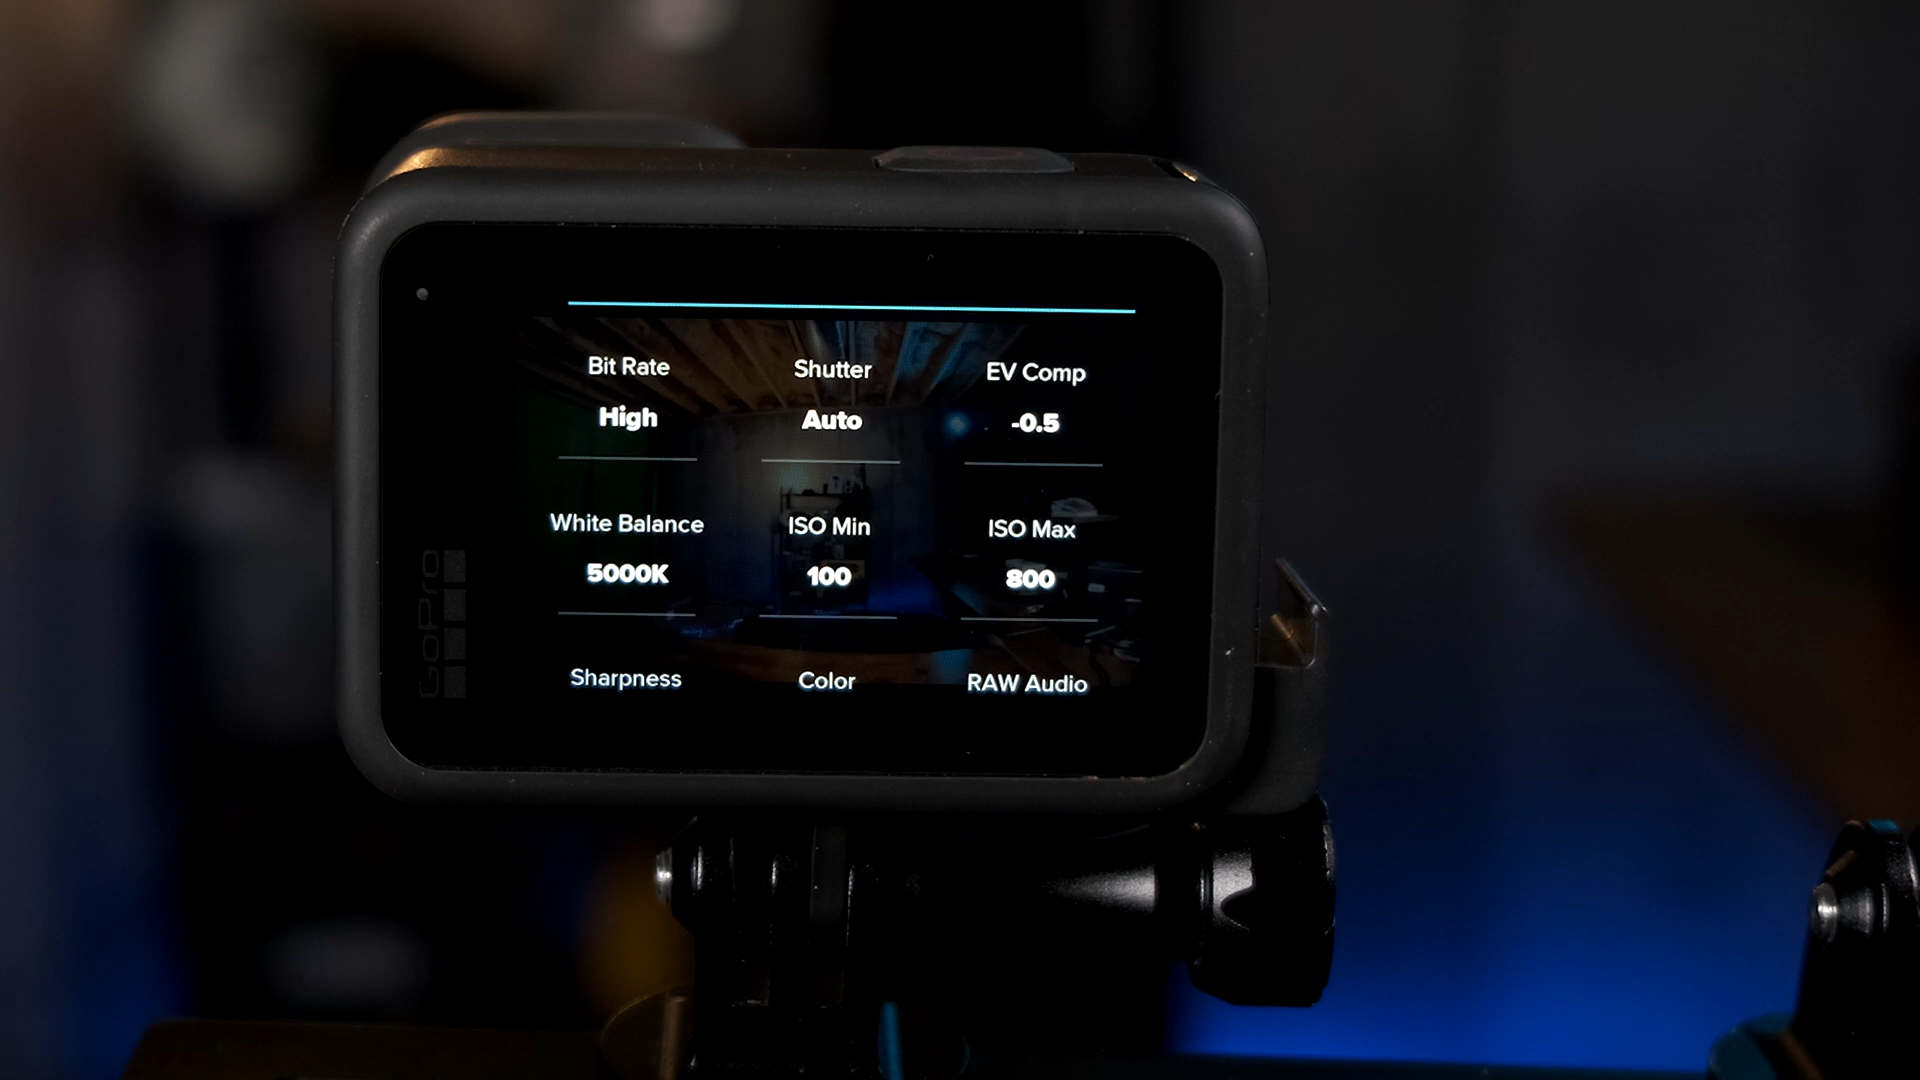 Bit Rate Shutter EV Comp
High Auto -0.5
White Balance ISO Min ISO Max
5000K 100 800
Sharpness Color RAW Audio
GoPro